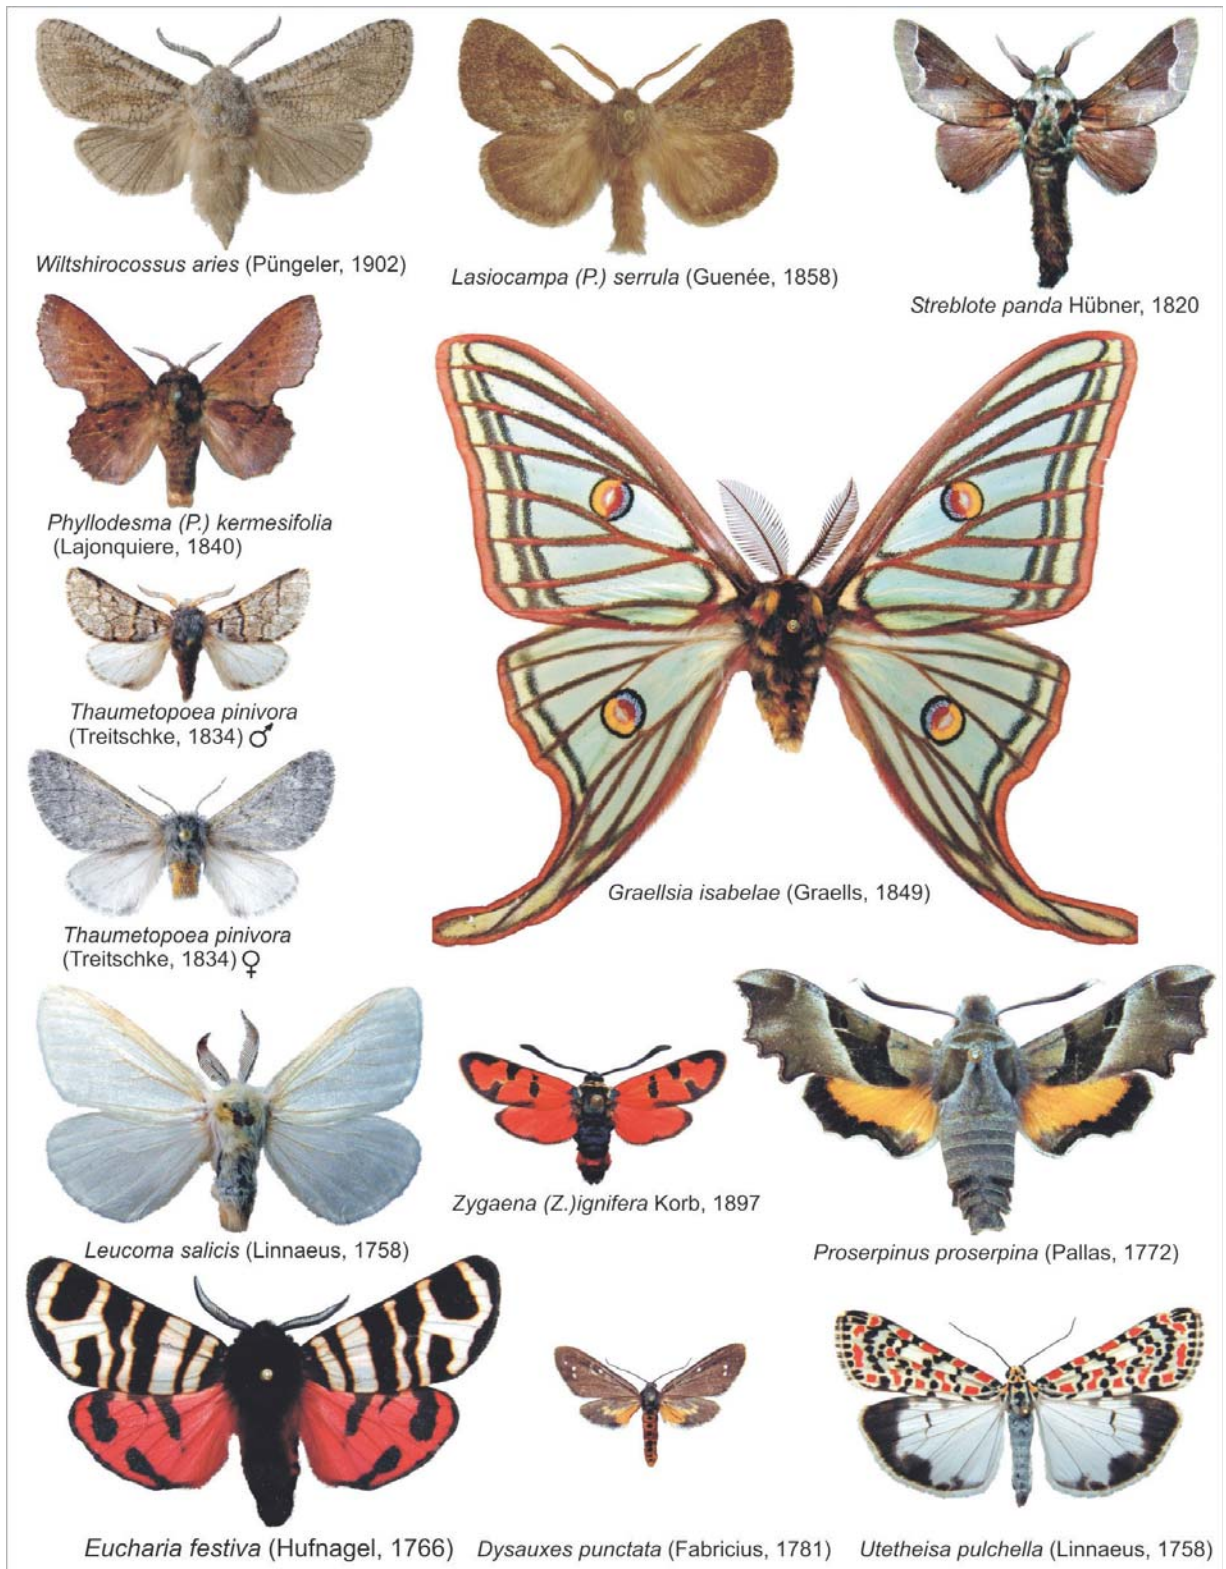 Wiltshirocossus aries (Püngeler, 1902)
Lasiocampa (P.) serrula (Guenée, 1858)
Streblote panda Hübner, 1820
Phyllodesma (P.) kermesifolia
(Lajonquiere, 1840)
Thaumetopoea pinivora
(Treitschke, 1834) ♂
Graellsia isabelae (Graells, 1849)
Thaumetopoea pinivora
(Treitschke, 1834) ♀
Zygaena (Z.)ignifera Korb, 1897
Leucoma salicis (Linnaeus, 1758)
Proserpinus proserpina (Pallas, 1772)
Eucharia festiva (Hufnagel, 1766)
Dysauxes punctata (Fabricius, 1781)
Utetheisa pulchella (Linnaeus, 1758)